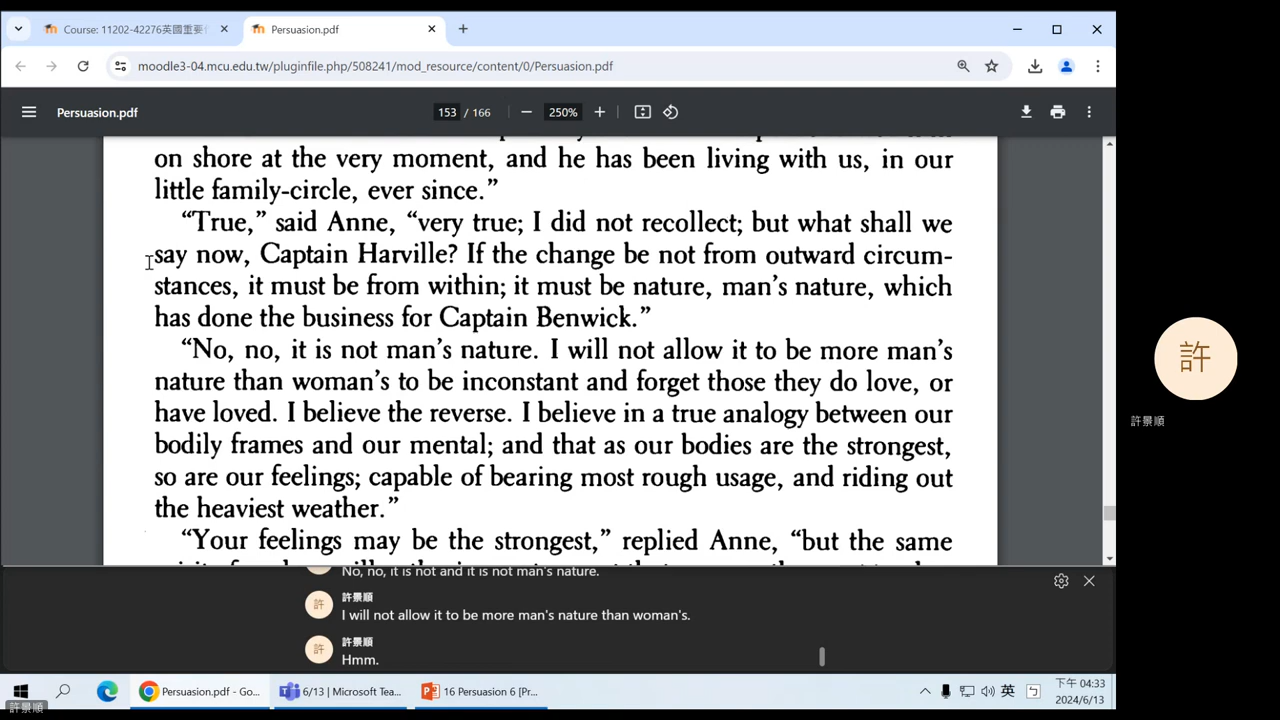 Course: 11202-42276英國重要作
Persuasion.pdf
moodle3-04.mcu.edu.tw/pluginfile.php/508241/mod_resource/content/0/Persuasion.pdf
Persuasion.pdf
153 / 166
250%
on shore at the very moment, and he has been living with us, in our
little family-circle, ever since.”
“True,” said Anne, “very true; I did not recollect; but what shall we
say now, Captain Harville? If the change be not from outward circum-
stances, it must be from within; it must be nature, man’s nature, which
has done the business for Captain Benwick.”
“No, no, it is not man’s nature. I will not allow it to be more man’s
nature than woman’s to be inconstant and forget those they do love, or
have loved. I believe the reverse. I believe in a true analogy between our
bodily frames and our mental; and that as our bodies are the strongest,
so are our feelings; capable of bearing most rough usage, and riding out
the heaviest weather.”
“Your feelings may be the strongest,” replied Anne, “but the same
No, no, it is not and it is not man's nature.
許
許景順
I will not allow it to be more man's nature than woman's.
許
許景順
Hmm.
許
許景順
Persuasion.pdf - Go...
6/13 | Microsoft Tea...
16 Persuasion 6 [Pr...
英
下午 04:33
2024/6/13
許景順